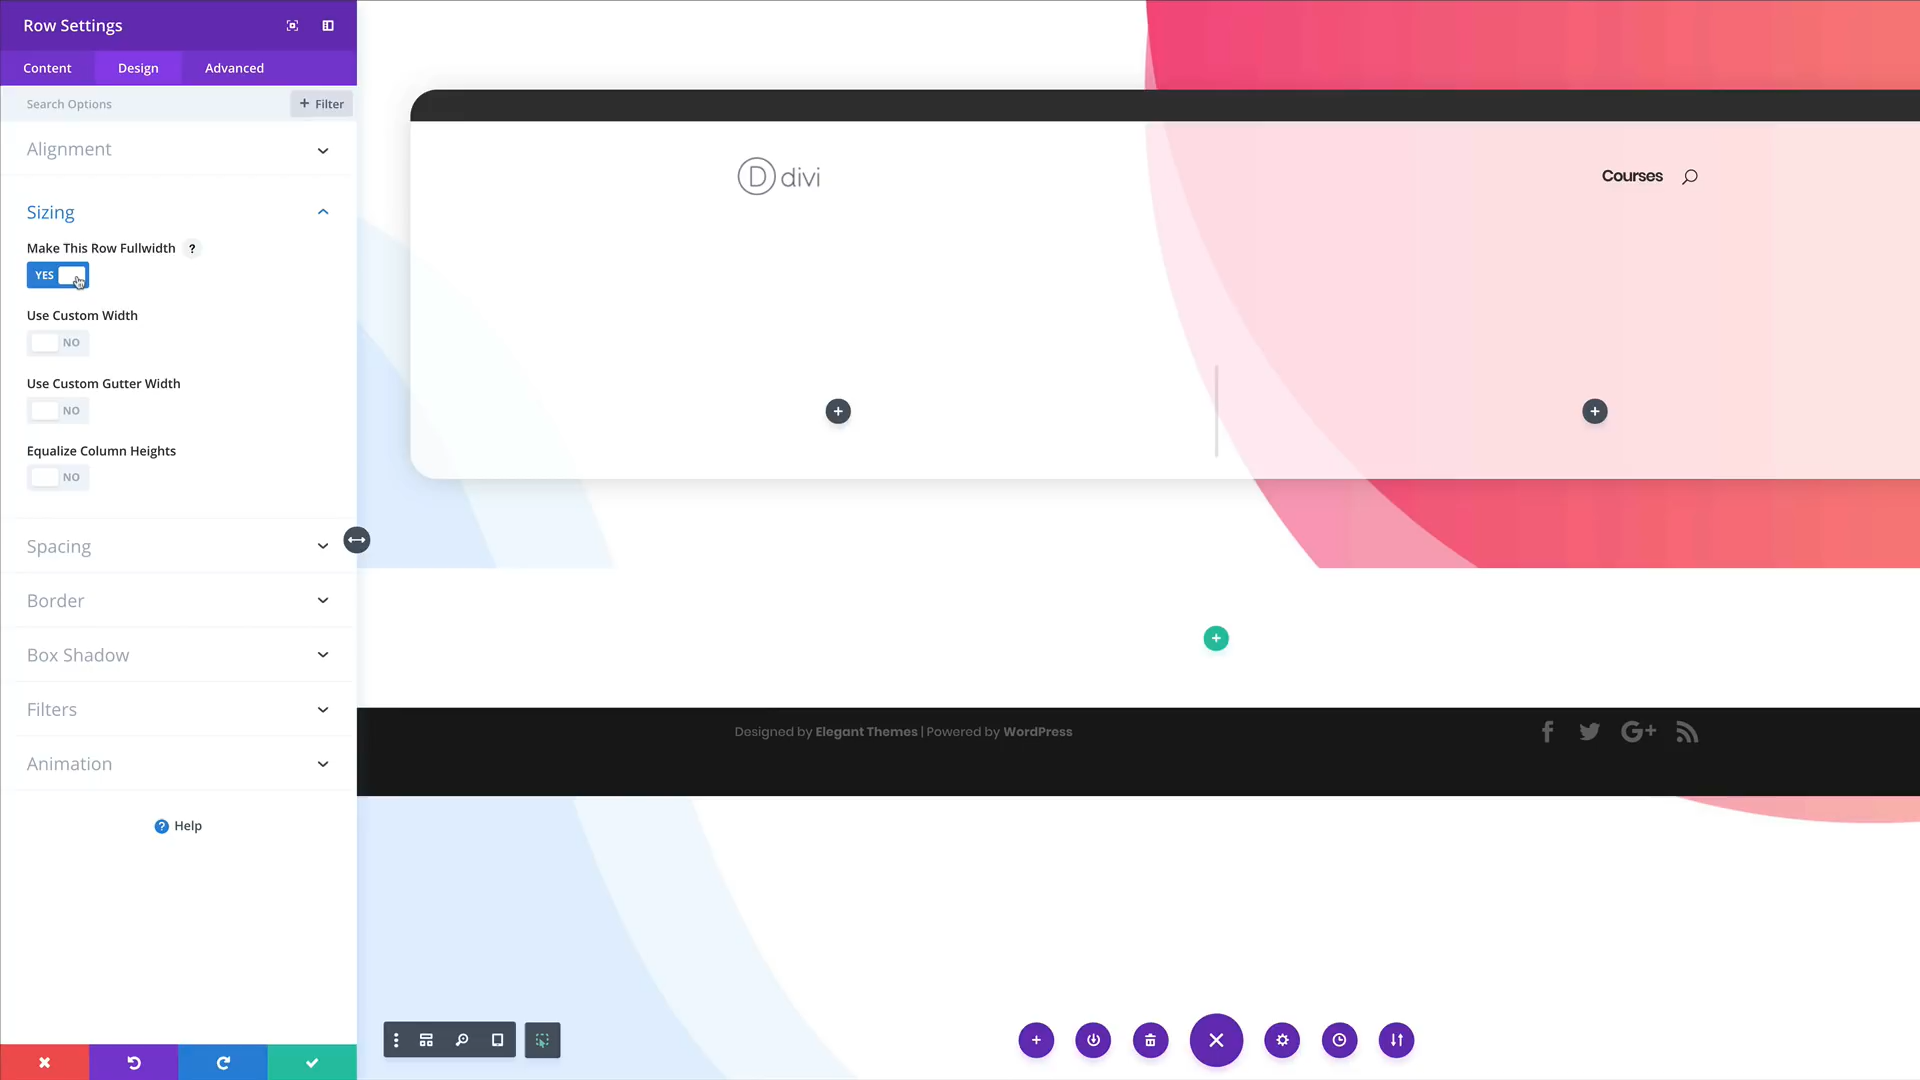 Row Settings
Content Design Advanced
Search Options
+ Filter
Alignment
Sizing
Make This Row Fullwidth ?
YES
Use Custom Width
NO
Use Custom Gutter Width
NO
Equalize Column Heights
NO
Spacing
Border
Box Shadow
Filters
Animation
? Help
D divi
Courses
Designed by Elegant Themes | Powered by WordPress
G+